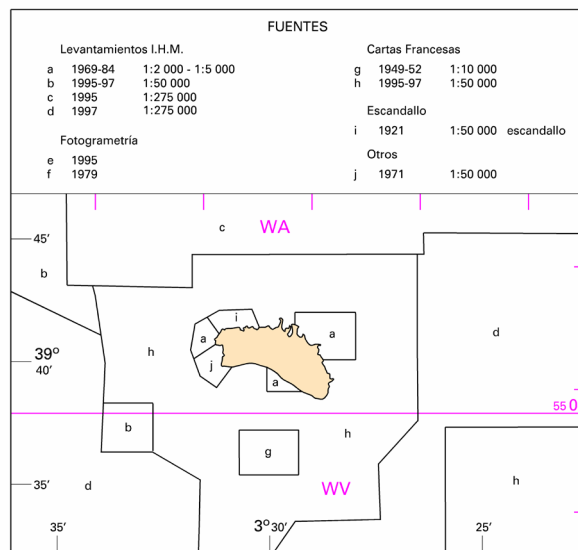 FUENTES
Levantamientos I.H.M.
a 1969-84 1:2 000 - 1:5 000
b 1995-97 1:50 000
c 1995 1:275 000
d 1997 1:275 000
Fotogrametría
e 1995
f 1979
Cartas Francesas
g 1949-52 1:10 000
h 1995-97 1:50 000
Escandallo
i 1921 1:50 000 escandallo
Otros
j 1971 1:50 000
c WA
45′
b
i
a a d
39º h
40′ j
a
55 0
b h
g
35′ d WV h
35′ 3º 30′ 25′